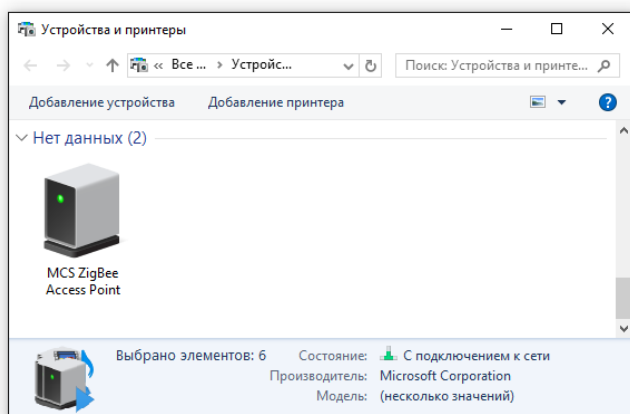 Устройства и принтеры
« Все ... › Устройс...
Поиск: Устройства и принте...
Добавление устройства Добавление принтера
Нет данных (2)
MCS ZigBee
Access Point
Выбрано элементов: 6 Состояние: С подключением к сети
Производитель: Microsoft Corporation
Модель: (несколько значений)